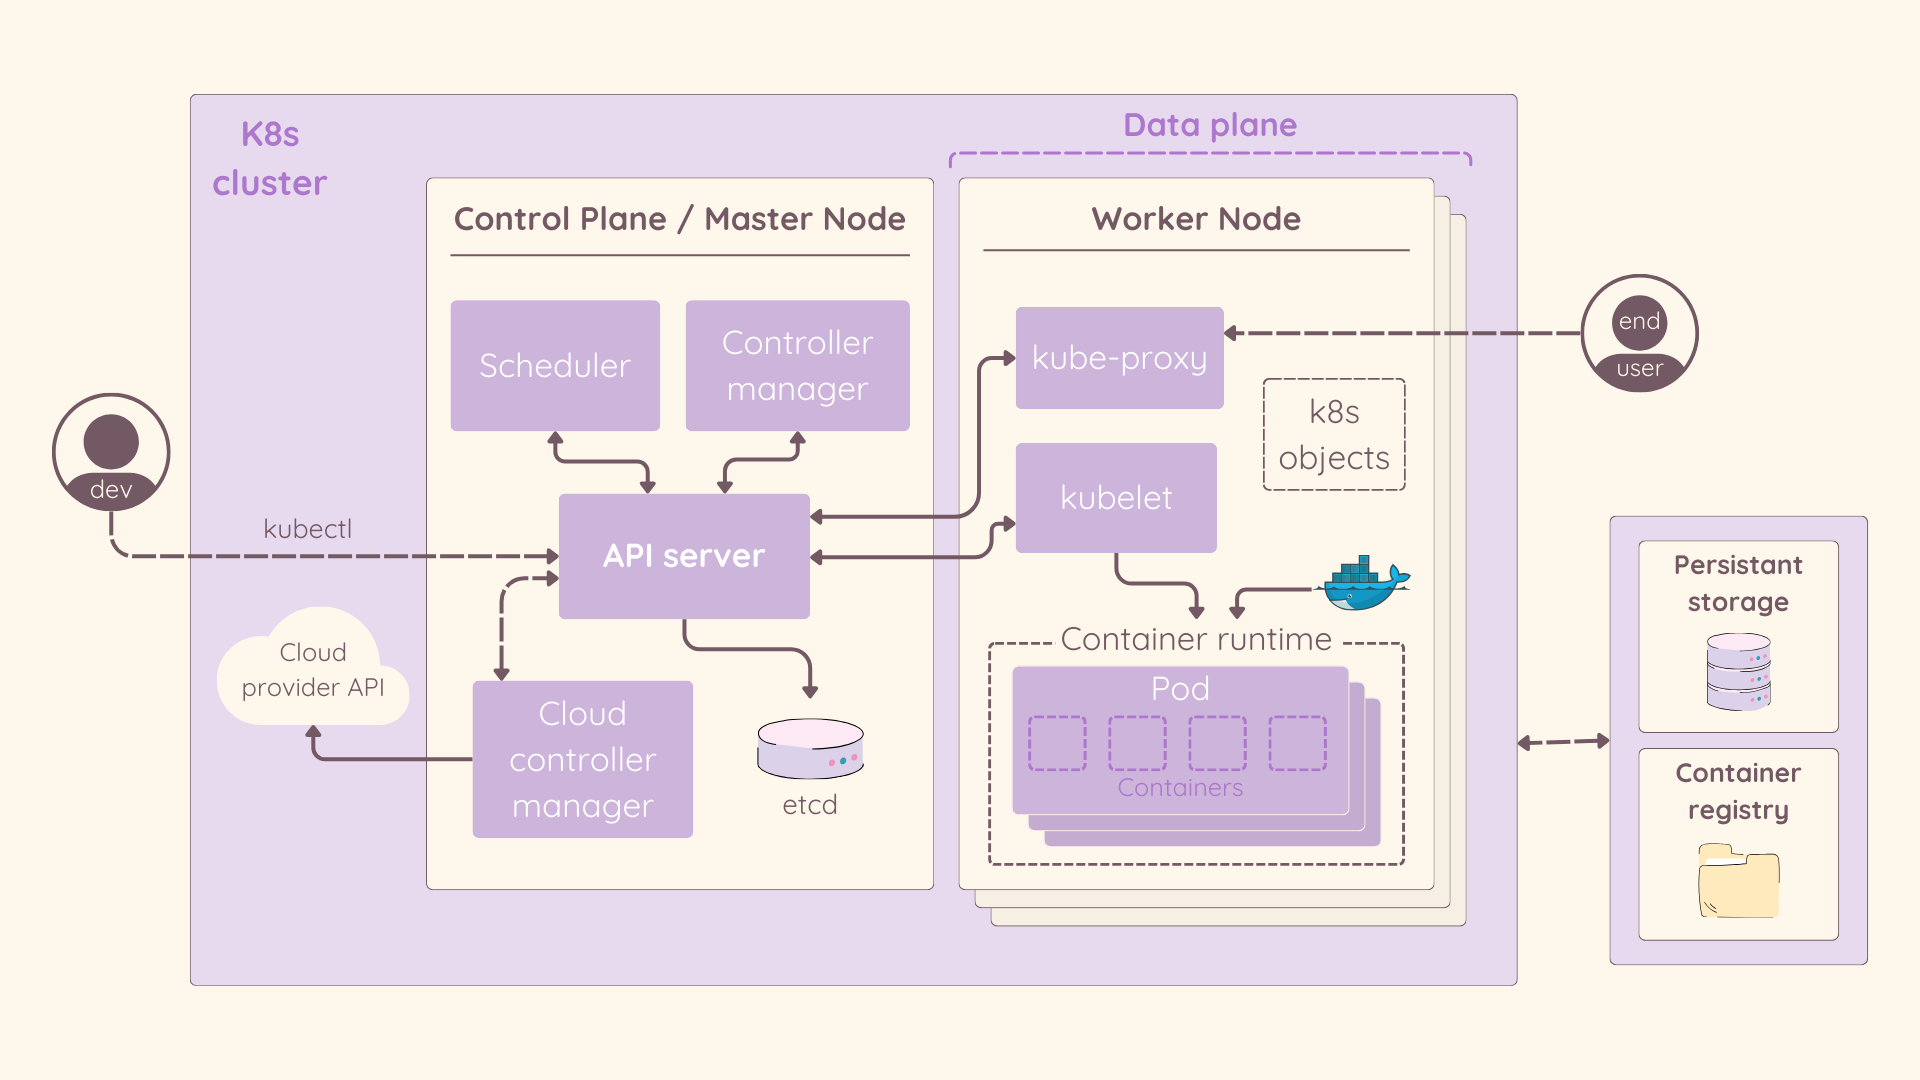 K8s
cluster
Data plane
Control Plane / Master Node
Scheduler
Controller
manager
API server
Cloud
controller
manager
etcd
dev
kubectl
Cloud
provider API
Worker Node
kube-proxy
kubelet
k8s
objects
Container runtime
Pod
Containers
end
user
Persistant
storage
Container
registry